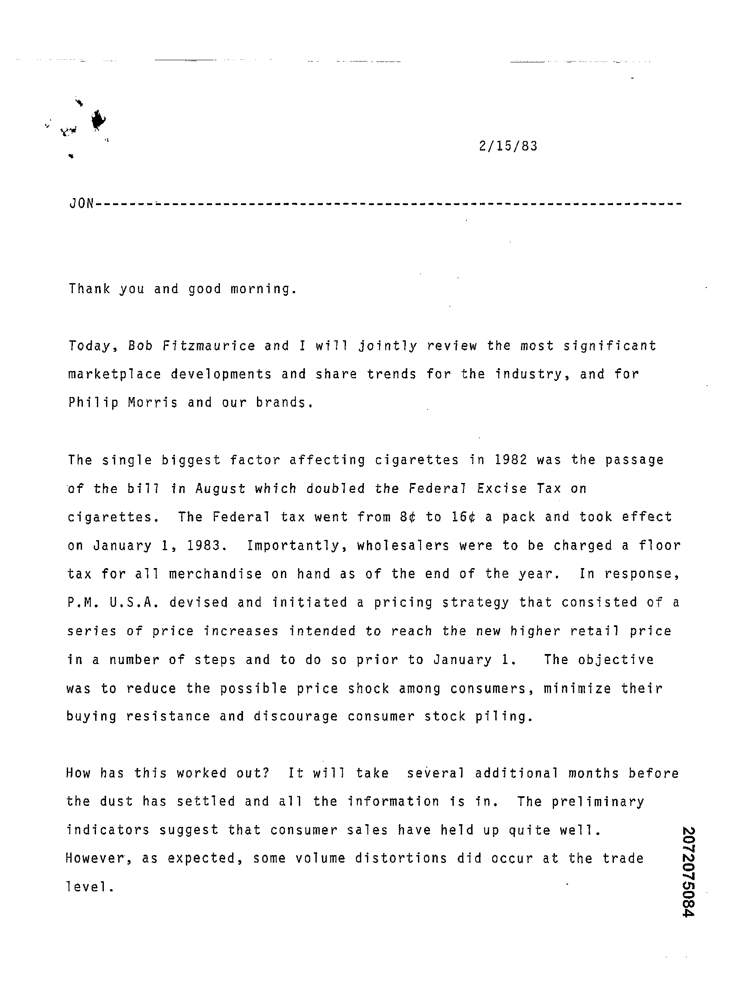 2/15/83
JON--------------------------------------------------------------------
Thank you and good morning.
Today, Bob Fitzmaurice and I will jointly review the most significant
marketplace developments and share trends for the industry, and for
Philip Morris and our brands.
The single biggest factor affecting cigarettes in 1982 was the passage
of the bill in August which doubled the Federal Excise Tax on
cigarettes.  The Federal tax went from 8¢ to 16¢ a pack and took effect
on January 1, 1983.  Importantly, wholesalers were to be charged a floor
tax for all merchandise on hand as of the end of the year.  In response,
P.M. U.S.A. devised and initiated a pricing strategy that consisted of a
series of price increases intended to reach the new higher retail price
in a number of steps and to do so prior to January 1.  The objective
was to reduce the possible price shock among consumers, minimize their
buying resistance and discourage consumer stock piling.
How has this worked out?  It will take several additional months before
the dust has settled and all the information is in.  The preliminary
indicators suggest that consumer sales have held up quite well.
However, as expected, some volume distortions did occur at the trade
level.
2072075084